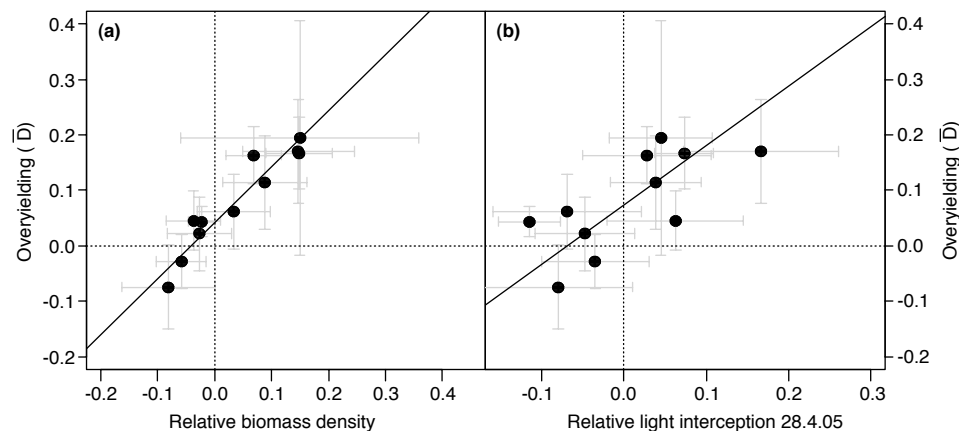 (a)
0.4
0.3
0.2
0.1
0.0
-0.1
-0.2
Overyielding ( D̅ )
-0.2 -0.1 0.0 0.1 0.2 0.3 0.4
Relative biomass density
(b)
0.4
0.3
0.2
0.1
0.0
-0.1
-0.2
Overyielding ( D̅ )
-0.1 0.0 0.1 0.2 0.3
Relative light interception 28.4.05